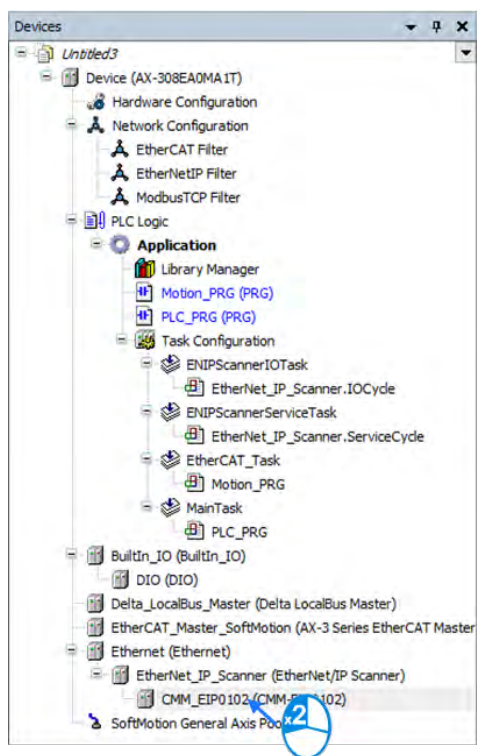 Devices
Untitled3
Device (AX-308EA0MA1T)
Hardware Configuration
Network Configuration
EtherCAT Filter
EtherNetIP Filter
ModbusTCP Filter
PLC Logic
Application
Library Manager
Motion_PRG (PRG)
PLC_PRG (PRG)
Task Configuration
ENIPScannerIOTask
EtherNet_IP_Scanner.IOCycle
ENIPScannerServiceTask
EtherNet_IP_Scanner.ServiceCycle
EtherCAT_Task
Motion_PRG
MainTask
PLC_PRG
BuiltIn_IO (BuiltIn_IO)
DIO (DIO)
Delta_LocalBus_Master (Delta LocalBus Master)
EtherCAT_Master_SoftMotion (AX-3 Series EtherCAT Master
Ethernet (Ethernet)
EtherNet_IP_Scanner (EtherNet/IP Scanner)
CMM_EIP0102 (CMM-EIP0102)
x2
SoftMotion General Axis Pool